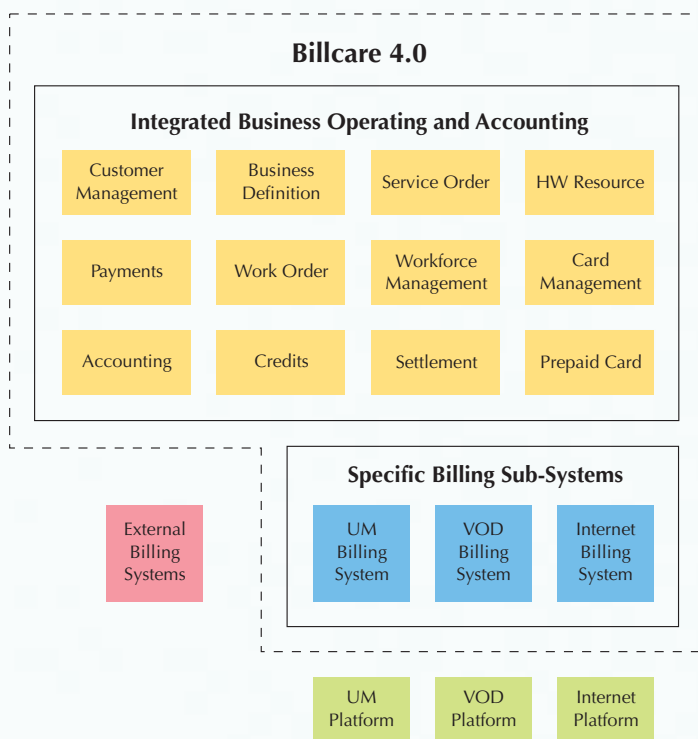 Billcare 4.0
Integrated Business Operating and Accounting
Customer
Management
Business
Definition
Service Order
HW Resource
Payments
Work Order
Workforce
Management
Card
Management
Accounting
Credits
Settlement
Prepaid Card
Specific Billing Sub-Systems
External
Billing
Systems
UM
Billing
System
VOD
Billing
System
Internet
Billing
System
UM
Platform
VOD
Platform
Internet
Platform